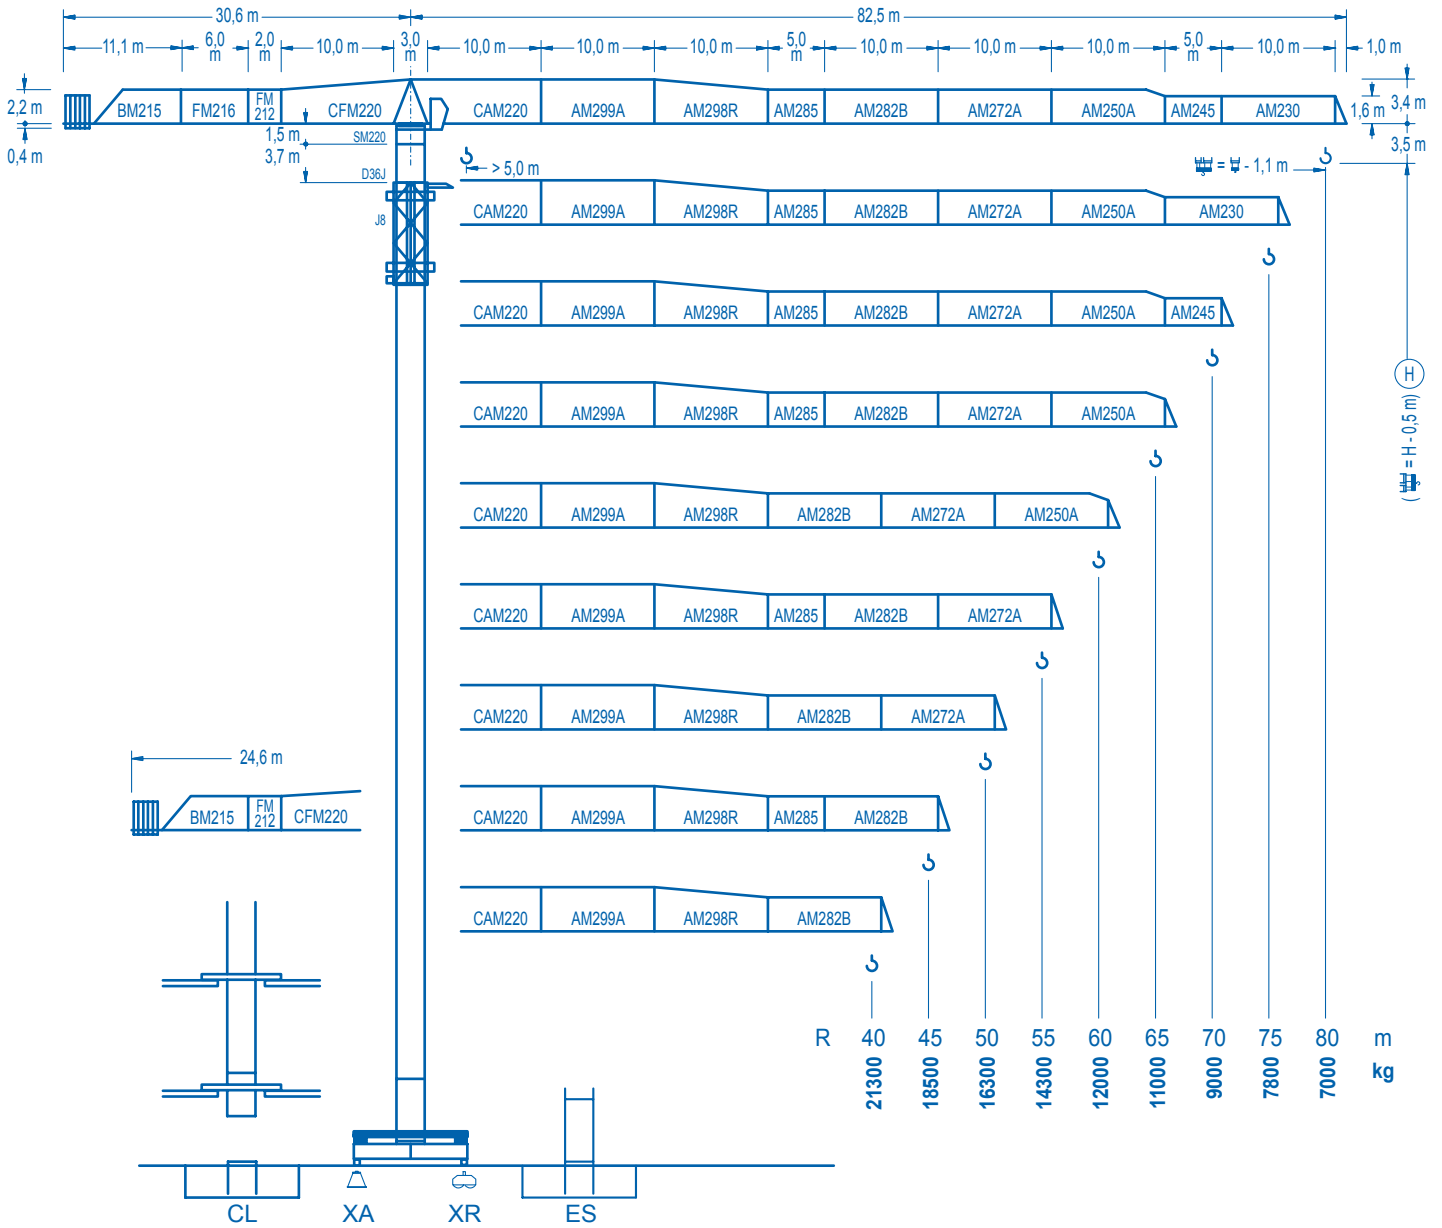 30,6 m
82,5 m
11,1 m
6,0 m
2,0 m
10,0 m
3,0 m
10,0 m
10,0 m
10,0 m
5,0 m
10,0 m
10,0 m
10,0 m
5,0 m
10,0 m
1,0 m
2,2 m
BM215
FM216
FM 212
CFM220
CAM220
AM299A
AM298R
AM285
AM282B
AM272A
AM250A
AM245
AM230
1,6 m
3,4 m
0,4 m
1,5 m
SM220
3,7 m
3,5 m
D36J
> 5,0 m
= - 1,1 m
J8
CAM220
AM299A
AM298R
AM285
AM282B
AM272A
AM250A
AM230
CAM220
AM299A
AM298R
AM285
AM282B
AM272A
AM250A
AM245
H
( = H - 0,5 m)
CAM220
AM299A
AM298R
AM285
AM282B
AM272A
AM250A
CAM220
AM299A
AM298R
AM282B
AM272A
AM250A
CAM220
AM299A
AM298R
AM285
AM282B
AM272A
CAM220
AM299A
AM298R
AM282B
AM272A
24,6 m
BM215
FM 212
CFM220
CAM220
AM299A
AM298R
AM285
AM282B
CAM220
AM299A
AM298R
AM282B
R 40 45 50 55 60 65 70 75 80 m
21300 18500 16300 14300 12000 11000 9000 7800 7000 kg
CL XA XR ES